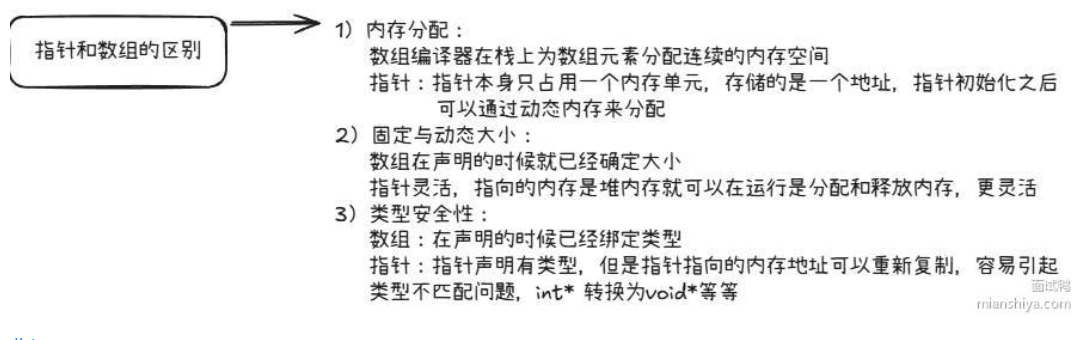 指针和数组的区别
1) 内存分配：
数组编译器在栈上为数组元素分配连续的内存空间
指针：指针本身只占用一个内存单元，存储的是一个地址，指针初始化之后
可以通过动态内存来分配
2) 固定与动态大小：
数组在声明的时候就已经确定大小
指针灵活，指向的内存是堆内存就可以在运行是分配和释放内存，更灵活
3) 类型安全性：
数组：在声明的时候已经绑定类型
指针：指针声明有类型，但是指针指向的内存地址可以重新复制，容易引起
类型不匹配问题，int* 转换为void*等等
面试鸭
mianshiya.com